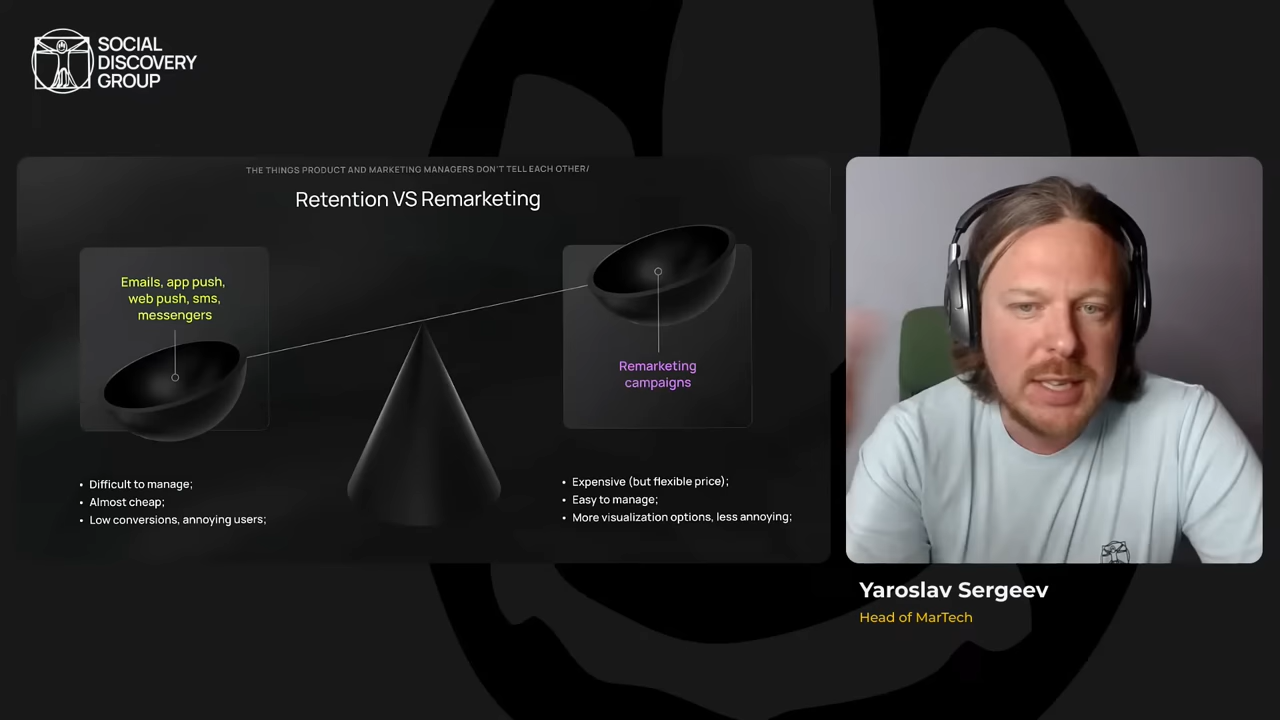 SOCIAL
DISCOVERY
GROUP
THE THINGS PRODUCT AND MARKETING MANAGERS DON'T TELL EACH OTHER/
Retention VS Remarketing
Emails, app push,
web push, sms,
messengers
Remarketing
campaigns
• Difficult to manage;
• Almost cheap;
• Low conversions, annoying users;
• Expensive (but flexible price);
• Easy to manage;
• More visualization options, less annoying;
Yaroslav Sergeev
Head of MarTech